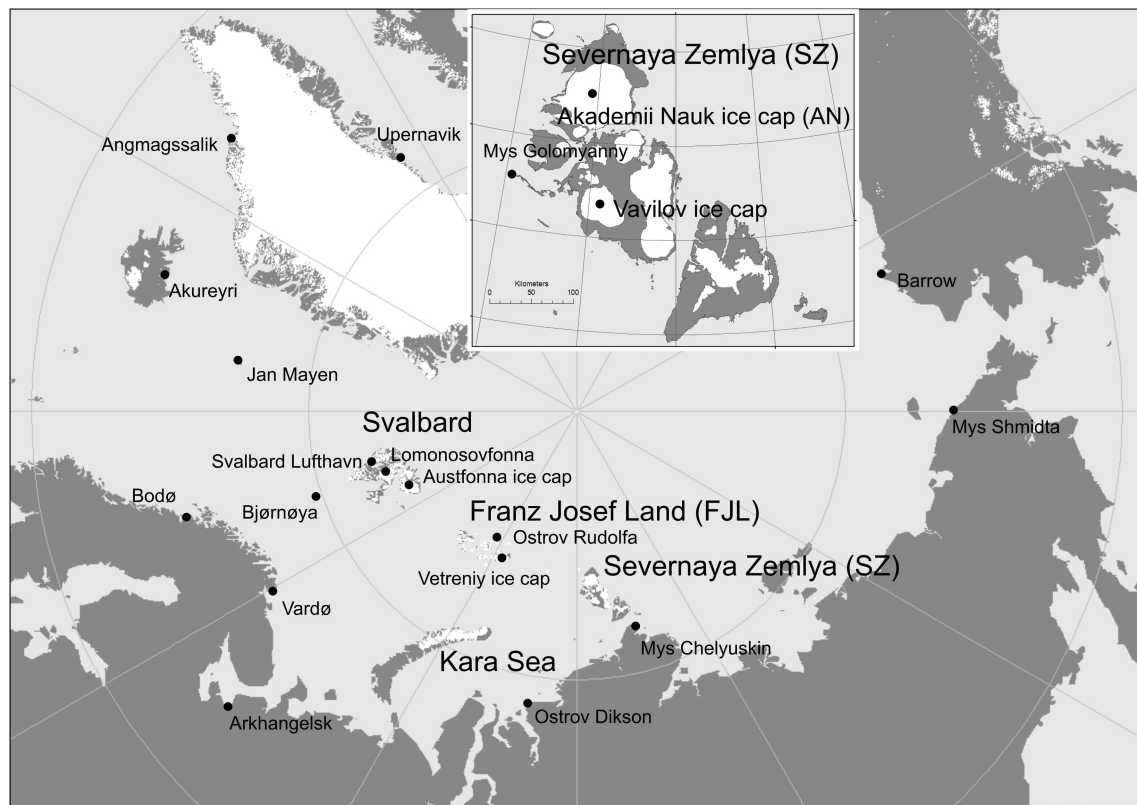 Severnaya Zemlya (SZ)
Akademii Nauk ice cap (AN)
Mys Golomyanny
Vavilov ice cap
Kilometers
0 50 100
Angmagssalik
Upernavik
Akureyri
Barrow
Jan Mayen
Mys Shmidta
Svalbard
Svalbard Lufthavn
Lomonosovfonna
Austfonna ice cap
Bjørnøya
Bodø
Franz Josef Land (FJL)
Ostrov Rudolfa
Vetreniy ice cap
Severnaya Zemlya (SZ)
Vardø
Mys Chelyuskin
Kara Sea
Arkhangelsk
Ostrov Dikson